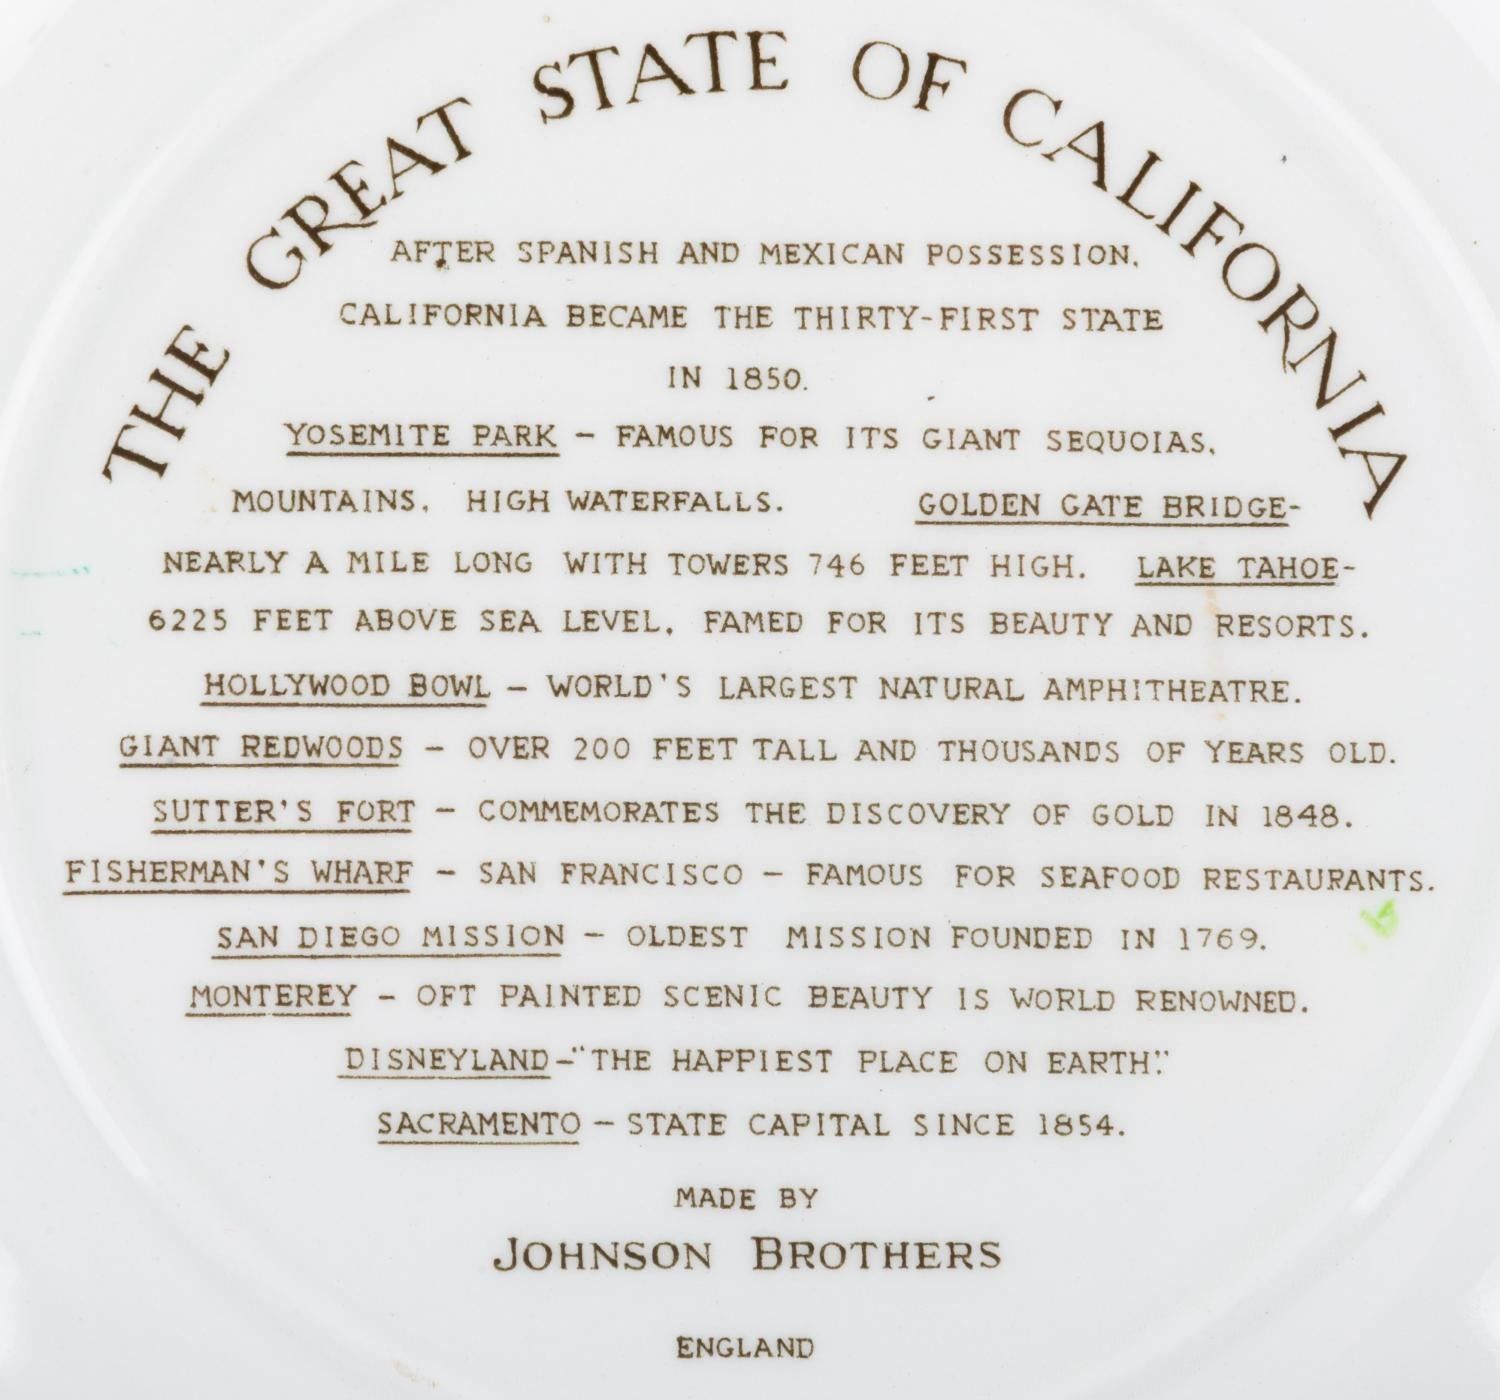 THE GREAT STATE OF CALIFORNIA
AFTER SPANISH AND MEXICAN POSSESSION,
CALIFORNIA BECAME THE THIRTY-FIRST STATE
IN 1850.
YOSEMITE PARK - FAMOUS FOR ITS GIANT SEQUOIAS,
MOUNTAINS, HIGH WATERFALLS. GOLDEN GATE BRIDGE-
NEARLY A MILE LONG WITH TOWERS 746 FEET HIGH. LAKE TAHOE-
6225 FEET ABOVE SEA LEVEL, FAMED FOR ITS BEAUTY AND RESORTS.
HOLLYWOOD BOWL - WORLD'S LARGEST NATURAL AMPHITHEATRE.
GIANT REDWOODS - OVER 200 FEET TALL AND THOUSANDS OF YEARS OLD.
SUTTER'S FORT - COMMEMORATES THE DISCOVERY OF GOLD IN 1848.
FISHERMAN'S WHARF - SAN FRANCISCO - FAMOUS FOR SEAFOOD RESTAURANTS.
SAN DIEGO MISSION - OLDEST MISSION FOUNDED IN 1769.
MONTEREY - OFT PAINTED SCENIC BEAUTY IS WORLD RENOWNED.
DISNEYLAND-"THE HAPPIEST PLACE ON EARTH."
SACRAMENTO - STATE CAPITAL SINCE 1854.
MADE BY
JOHNSON BROTHERS
ENGLAND